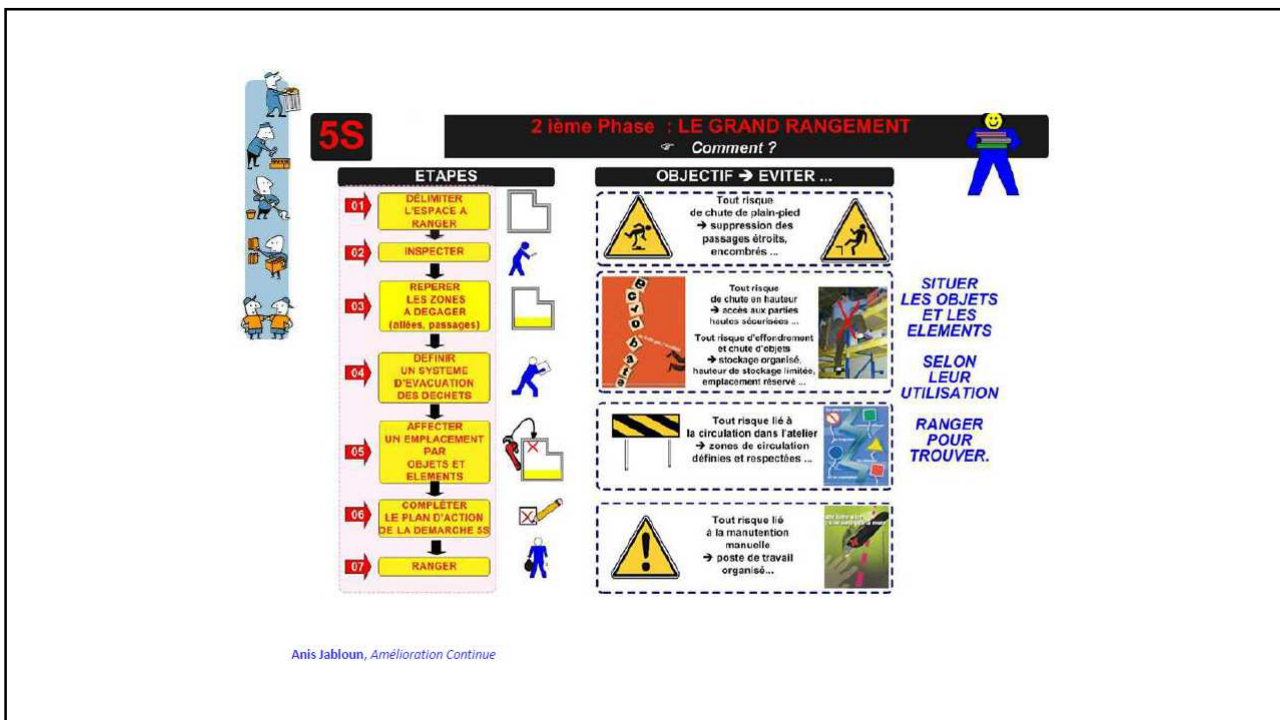 5S
2 ième Phase : LE GRAND RANGEMENT
☞ Comment ?
ETAPES
01
DÉLIMITER
L'ESPACE A
RANGER
02
INSPECTER
03
REPERER
LES ZONES
A DEGAGER
(allées, passages)
04
DÉFINIR
UN SYSTEME
D'EVACUATION
DES DECHETS
05
AFFECTER
UN EMPLACEMENT
PAR
OBJETS ET
ELEMENTS
06
COMPLÉTER
LE PLAN D'ACTION
DE LA DEMARCHE 5S
07
RANGER
OBJECTIF ➔ EVITER ...
Tout risque
de chute de plain-pied
➔ suppression des
passages étroits,
encombrés ...
Tout risque
de chute en hauteur
➔ accès aux parties
hautes sécurisées ...
Tout risque d'effondrement
et chute d'objets
➔ stockage organisé,
hauteur de stockage limitée,
emplacement réservé ...
Tout risque lié à
la circulation dans l'atelier
➔ zones de circulation
définies et respectées ...
Tout risque lié
à la manutention
manuelle
➔ poste de travail
organisé...
SITUER
LES OBJETS
ET LES
ELEMENTS
SELON
LEUR
UTILISATION
RANGER
POUR
TROUVER.
Anis Jabloun, Amélioration Continue